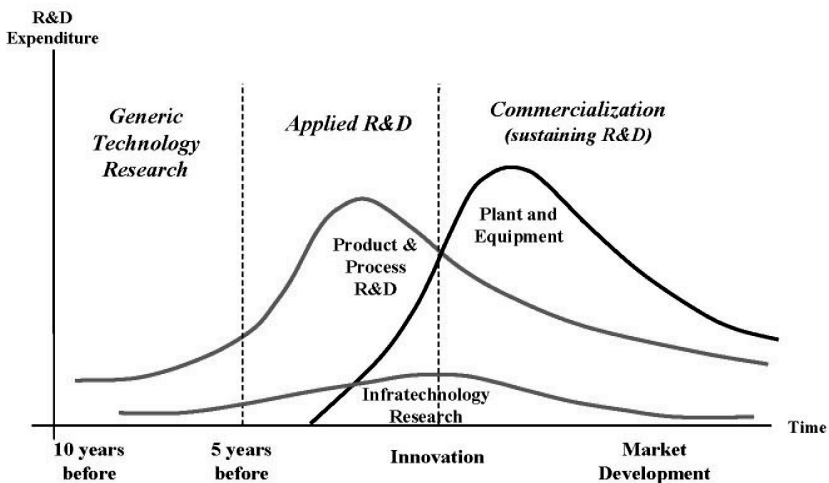 R&D
Expenditure
Generic
Technology
Research
Applied R&D
Commercialization
(sustaining R&D)
Product &
Process
R&D
Plant and
Equipment
Infratechnology
Research
Time
10 years
before
5 years
before
Innovation
Market
Development